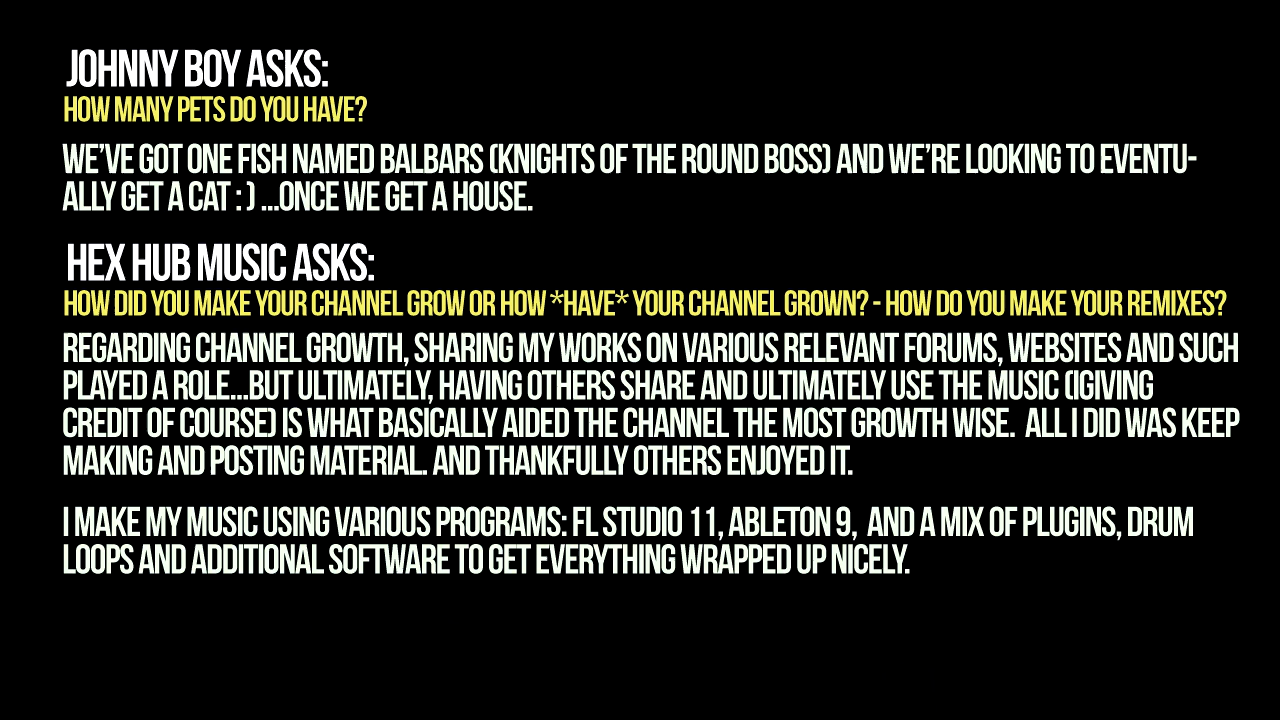 JOHNNY BOY ASKS:
HOW MANY PETS DO YOU HAVE?
WE'VE GOT ONE FISH NAMED BALBARS (KNIGHTS OF THE ROUND BOSS) AND WE'RE LOOKING TO EVENTU-
ALLY GET A CAT : ) ...ONCE WE GET A HOUSE.
HEX HUB MUSIC ASKS:
HOW DID YOU MAKE YOUR CHANNEL GROW OR HOW *HAVE* YOUR CHANNEL GROWN? - HOW DO YOU MAKE YOUR REMIXES?
REGARDING CHANNEL GROWTH, SHARING MY WORKS ON VARIOUS RELEVANT FORUMS, WEBSITES AND SUCH
PLAYED A ROLE...BUT ULTIMATELY, HAVING OTHERS SHARE AND ULTIMATELY USE THE MUSIC (IGIVING
CREDIT OF COURSE) IS WHAT BASICALLY AIDED THE CHANNEL THE MOST GROWTH WISE.  ALL I DID WAS KEEP
MAKING AND POSTING MATERIAL. AND THANKFULLY OTHERS ENJOYED IT.
I MAKE MY MUSIC USING VARIOUS PROGRAMS: FL STUDIO 11, ABLETON 9,  AND A MIX OF PLUGINS, DRUM
LOOPS AND ADDITIONAL SOFTWARE TO GET EVERYTHING WRAPPED UP NICELY.